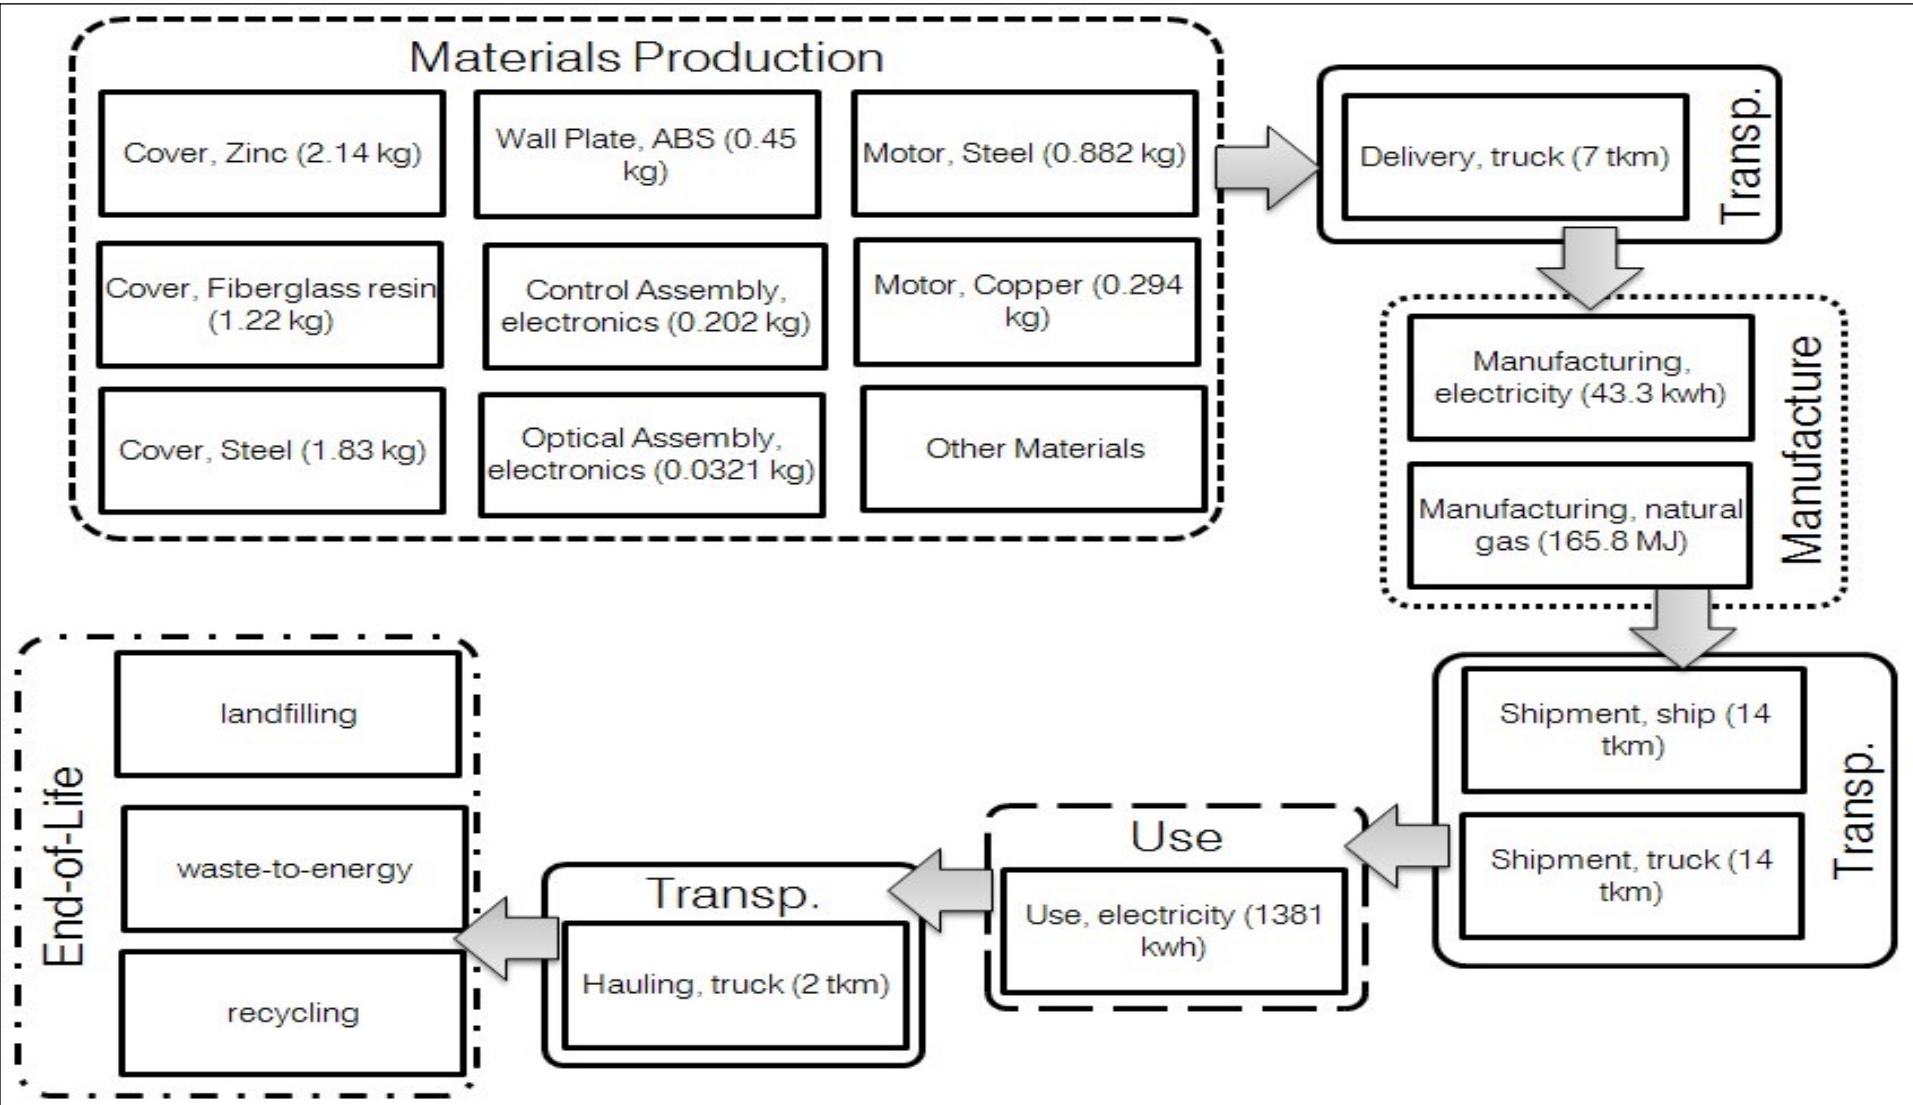 Materials Production
Cover, Zinc (2.14 kg)
Wall Plate, ABS (0.45
kg)
Motor, Steel (0.882 kg)
Cover, Fiberglass resin
(1.22 kg)
Control Assembly,
electronics (0.202 kg)
Motor, Copper (0.294
kg)
Cover, Steel (1.83 kg)
Optical Assembly,
electronics (0.0321 kg)
Other Materials
Delivery, truck (7 tkm)
Transp.
Manufacturing,
electricity (43.3 kwh)
Manufacturing, natural
gas (165.8 MJ)
Manufacture
Shipment, ship (14
tkm)
Shipment, truck (14
tkm)
Transp.
Use
Use, electricity (1381
kwh)
Transp.
Hauling, truck (2 tkm)
End-of-Life
landfilling
waste-to-energy
recycling